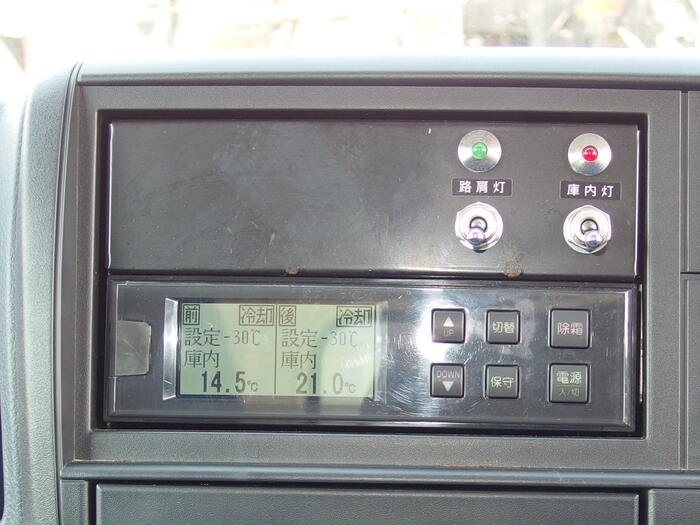 路肩灯 庫内灯
前 冷却 後 冷却
設定-30℃ 設定-30℃
庫内 庫内
14.5℃ 21.0℃
UP 切替 除霜
DOWN 保守 電源
入/切